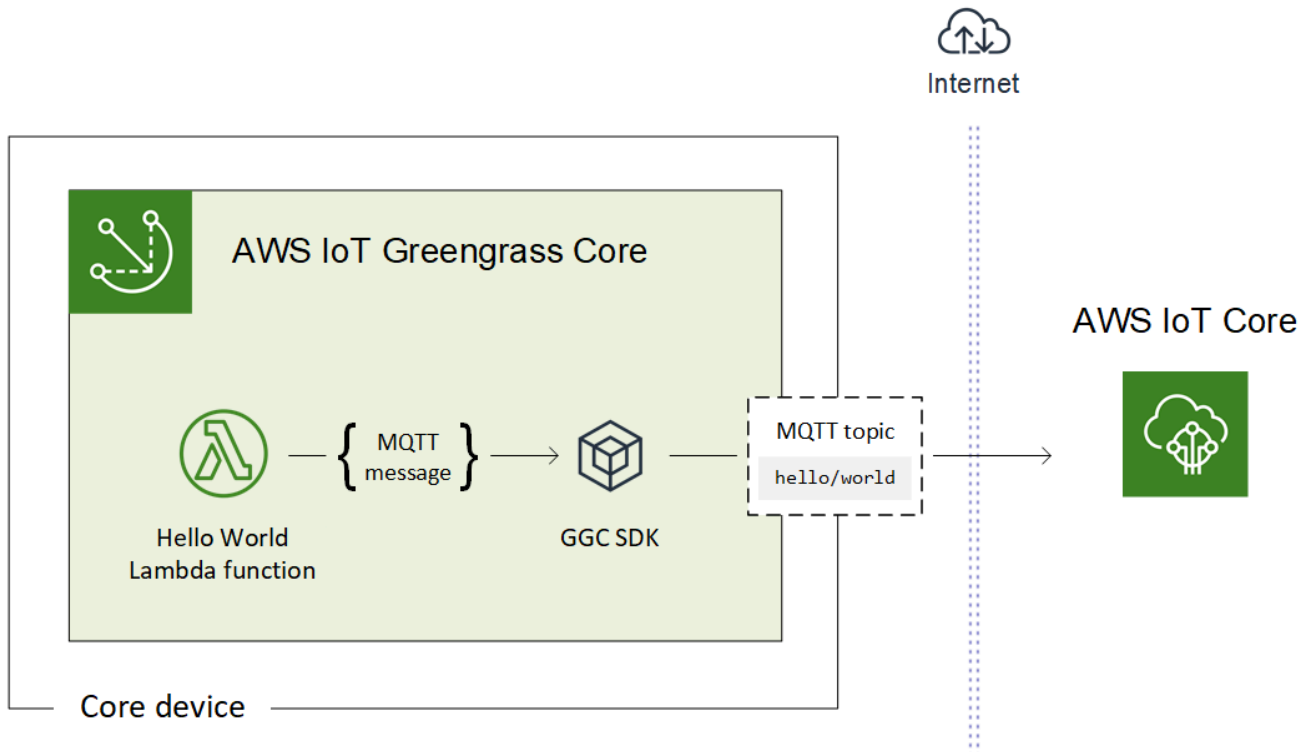 Internet
AWS IoT Greengrass Core
AWS IoT Core
MQTT
message
MQTT topic
hello/world
Hello World
Lambda function
GGC SDK
Core device